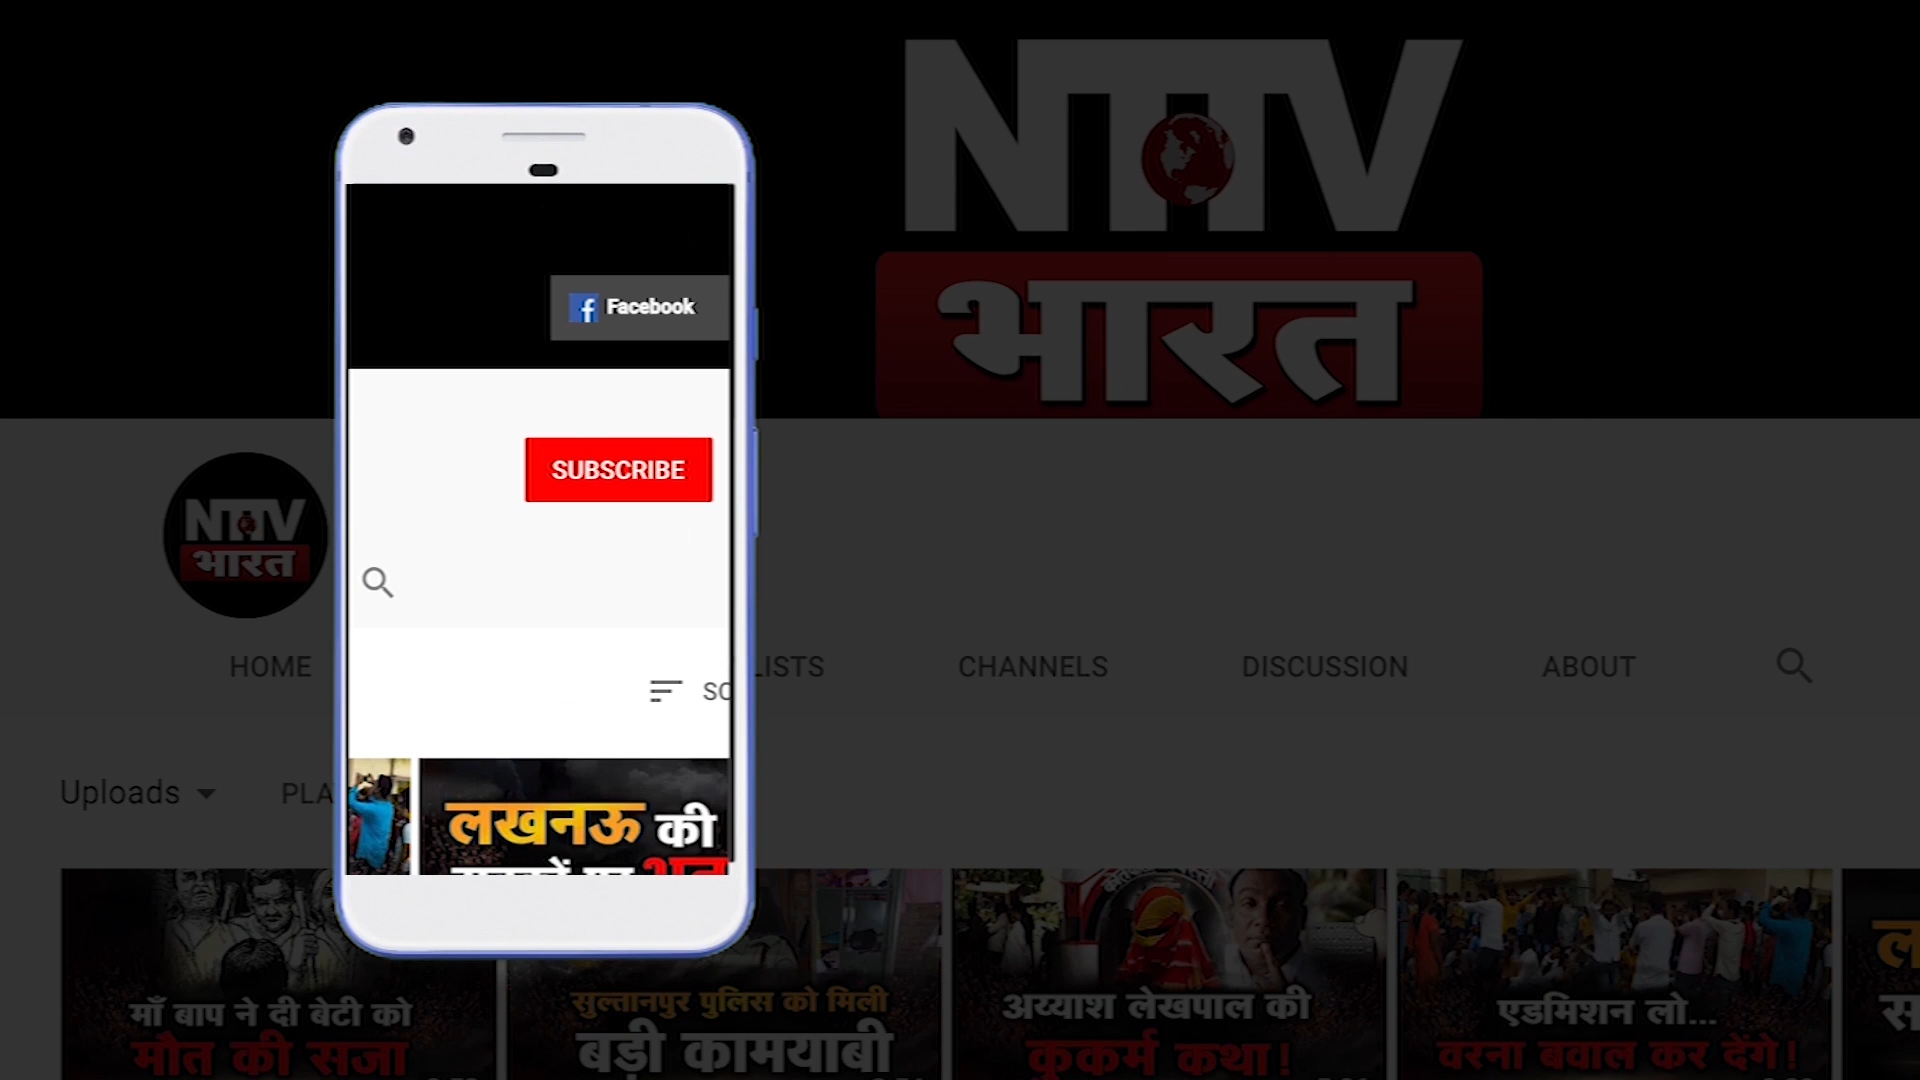 NTTV
भारत
Facebook
SUBSCRIBE
NTTV
भारत
HOME
LISTS
CHANNELS
DISCUSSION
ABOUT
Uploads
लखनऊ की
माँ बाप ने दी बेटी को
मौत की सजा
सुल्तानपुर पुलिस को मिली
बड़ी कामयाबी
अय्याश लेखपाल की
कुकर्म कथा!
एडमिशन लो...
वरना बवाल कर देंगे!